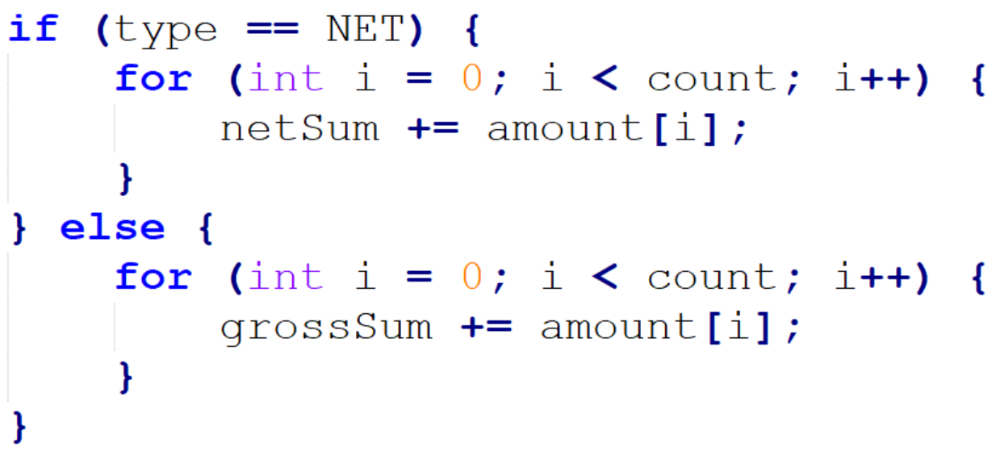 if (type == NET) {
    for (int i = 0; i < count; i++) {
        netSum += amount[i];
    }
} else {
    for (int i = 0; i < count; i++) {
        grossSum += amount[i];
    }
}